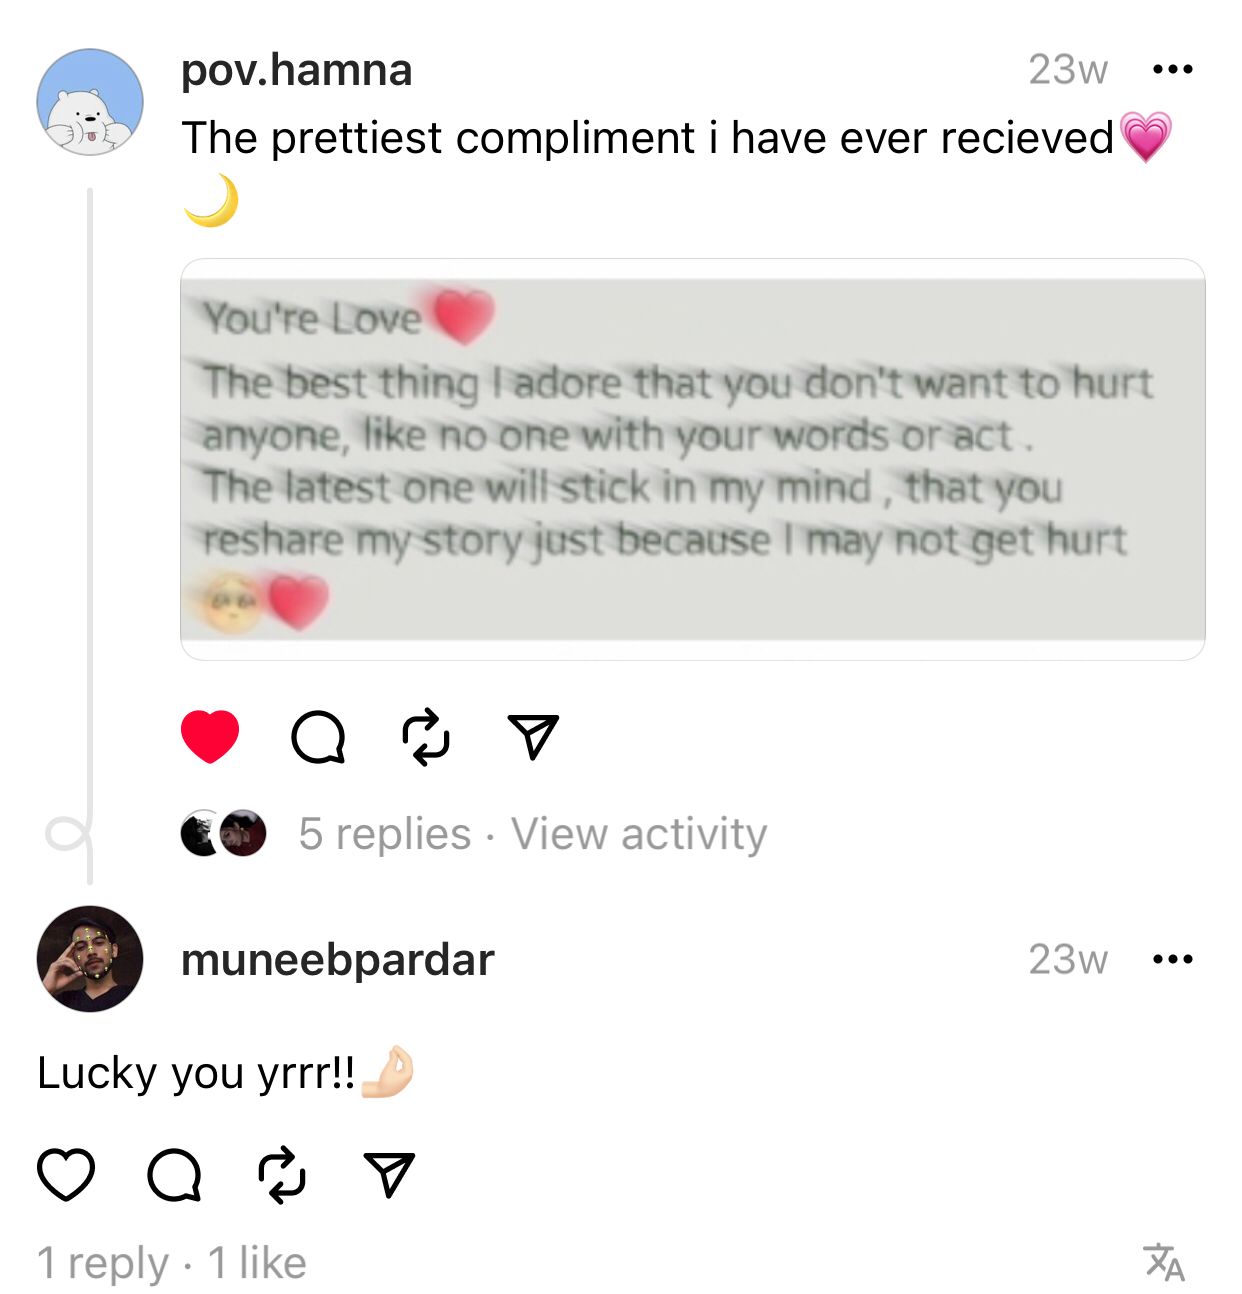 pov.hamna 23w
The prettiest compliment i have ever recieved💗
🌙
You're Love❤️
The best thing I adore that you don't want to hurt
anyone, like no one with your words or act .
The latest one will stick in my mind , that you
reshare my story just because I may not get hurt
🥺❤️
5 replies · View activity
muneebpardar 23w
Lucky you yrrr!!🤌🏻
1 reply · 1 like